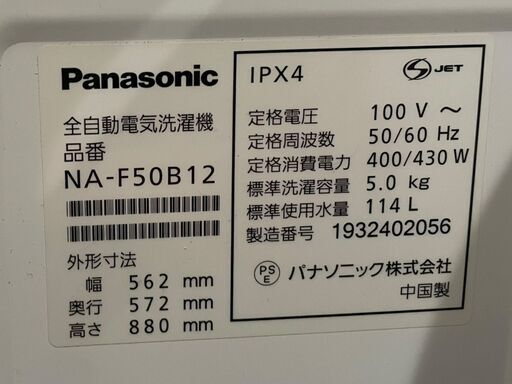 Panasonic
全自動電気洗濯機
品番
NA-F50B12
外形寸法
幅 562 mm
奥行 572 mm
高さ 880 mm
IPX4
S JET
定格電圧 100 V ～
定格周波数 50/60 Hz
定格消費電力 400/430 W
標準洗濯容量 5.0 kg
標準使用水量 114 L
製造番号 1932402056
PS E パナソニック株式会社
中国製